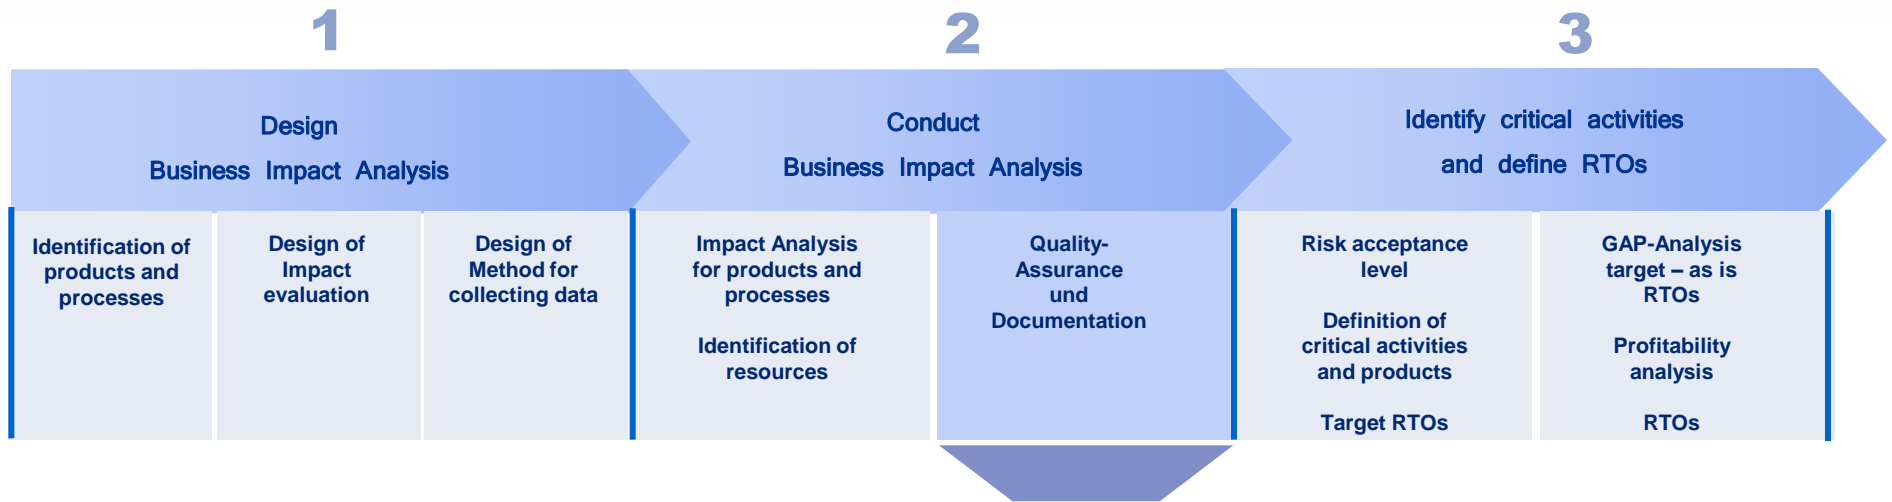 1
2
3
Design
Business Impact Analysis
Conduct
Business Impact Analysis
Identify critical activities
and define RTOs
Identification of
products and
processes
Design of
Impact
evaluation
Design of
Method for
collecting data
Impact Analysis
for products and
processes
Identification of
resources
Quality-
Assurance
und
Documentation
Risk acceptance
level
Definition of
critical activities
and products
Target RTOs
GAP-Analysis
target – as is
RTOs
Profitability
analysis
RTOs